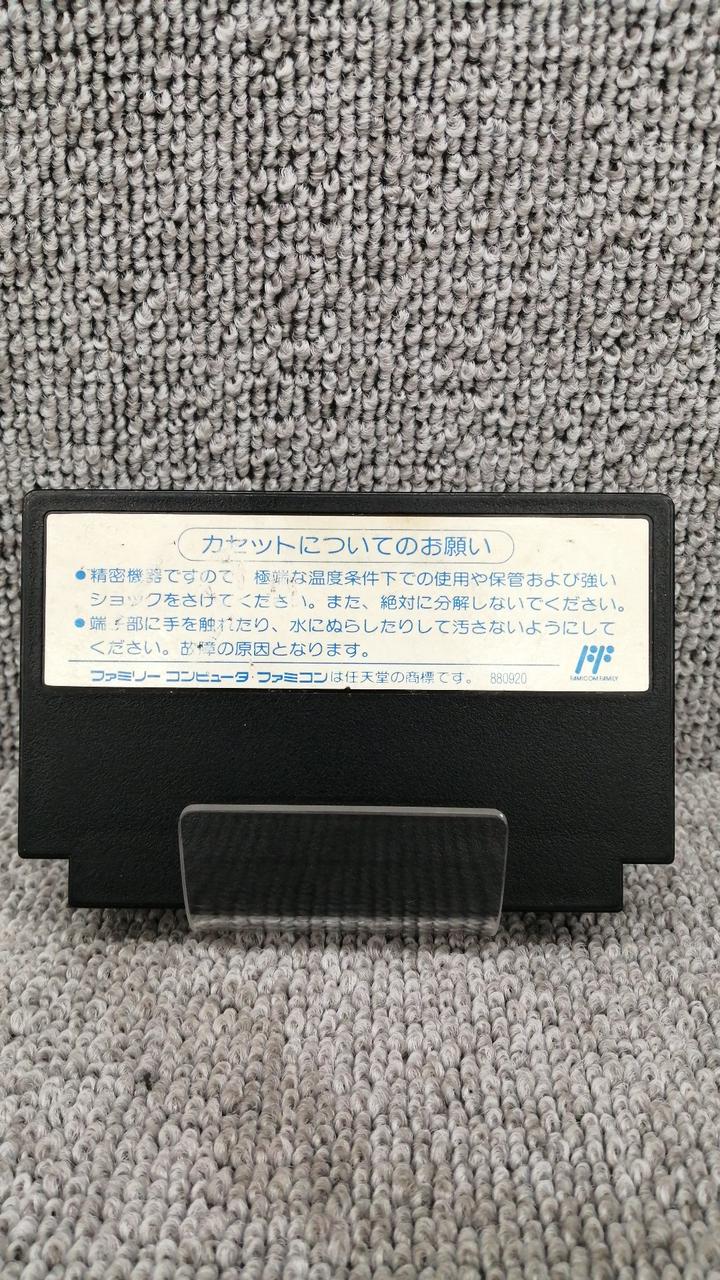 カセットについてのお願い
●精密機器ですので 極端な温度条件下での使用や保管および強い
ショックをさけてください。また、絶対に分解しないでください。
●端 部に手を触れたり、水にぬらしたりして汚さないようにして
ください。故障の原因となります。
ファミリー コンピュータ・ファミコンは任天堂の商標です。 880920
FF
FAMICOM FAMILY